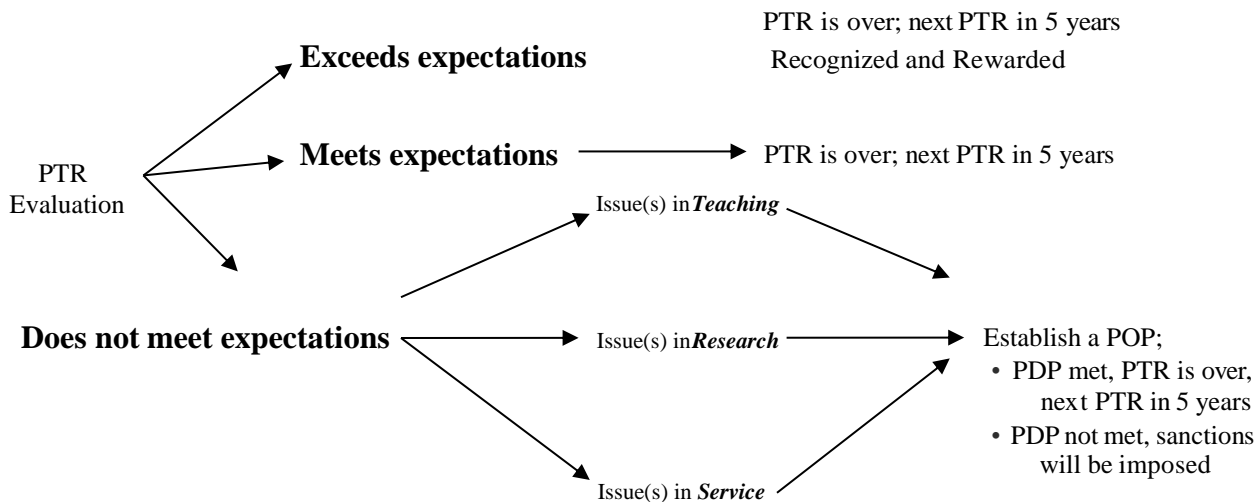 PTR is over; next PTR in 5 years
Recognized and Rewarded
Exceeds expectations
Meets expectations
PTR is over; next PTR in 5 years
PTR
Evaluation
Issue(s) in Teaching
Does not meet expectations
Issue(s) in Research
Establish a POP;
• PDP met, PTR is over,
next PTR in 5 years
• PDP not met, sanctions
will be imposed
Issue(s) in Service